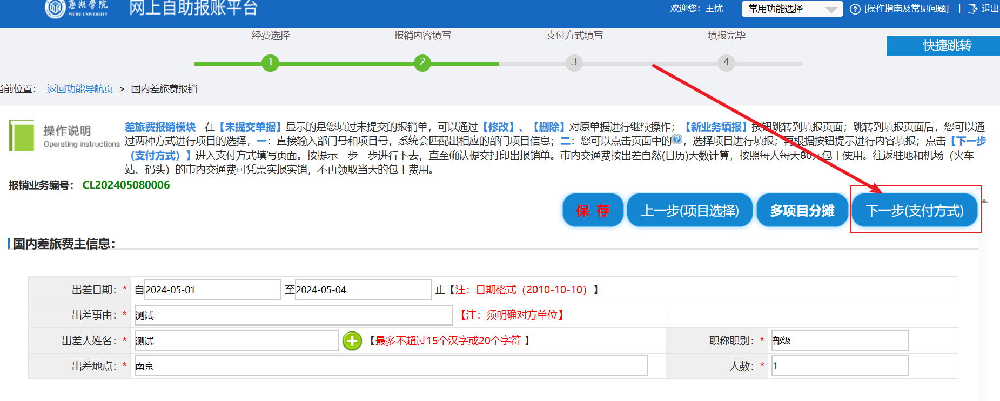 芜湖学院
WUHU UNIVERSITY
网上自助报账平台
欢迎您：王忧
常用功能选择
[操作指南及常见问题]
|
退出
经费选择
报销内容填写
支付方式填写
填报完毕
快捷跳转
1
2
3
4
当前位置： 返回功能导航页 > 国内差旅费报销
操作说明
Operating instructions
差旅费报销模块 在【未提交单据】显示的是您填过未提交的报销单，可以通过【修改】、【删除】对原单据进行继续操作；【新业务填报】按钮跳转到填报页面；跳转到填报页面后，您可以通
过两种方式进行项目的选择，一：直接输入部门号和项目号，系统会匹配出相应的部门项目信息；二：您可以点击页面中的?，选择项目进行填报；再根据按钮提示进行内容填报；点击【下一步
（支付方式）】进入支付方式填写页面。按提示一步一步进行下去，直至确认提交打印出报销单。市内交通费按出差自然(日历)天数计算，按照每人每天80元包干使用。往返驻地和机场（火车
站、码头）的市内交通费可凭票实报实销，不再领取当天的包干费用。
报销业务编号： CL202405080006
保 存
上一步(项目选择)
多项目分摊
下一步(支付方式)
国内差旅费主信息：
出差日期：* 自2024-05-01 至2024-05-04 止【注：日期格式（2010-10-10）】
出差事由：* 测试 【注：须明确对方单位】
出差人姓名：* 测试 【最多不超过15个汉字或20个字符 】 职称职别：* 部级
出差地点：* 南京 人数：* 1